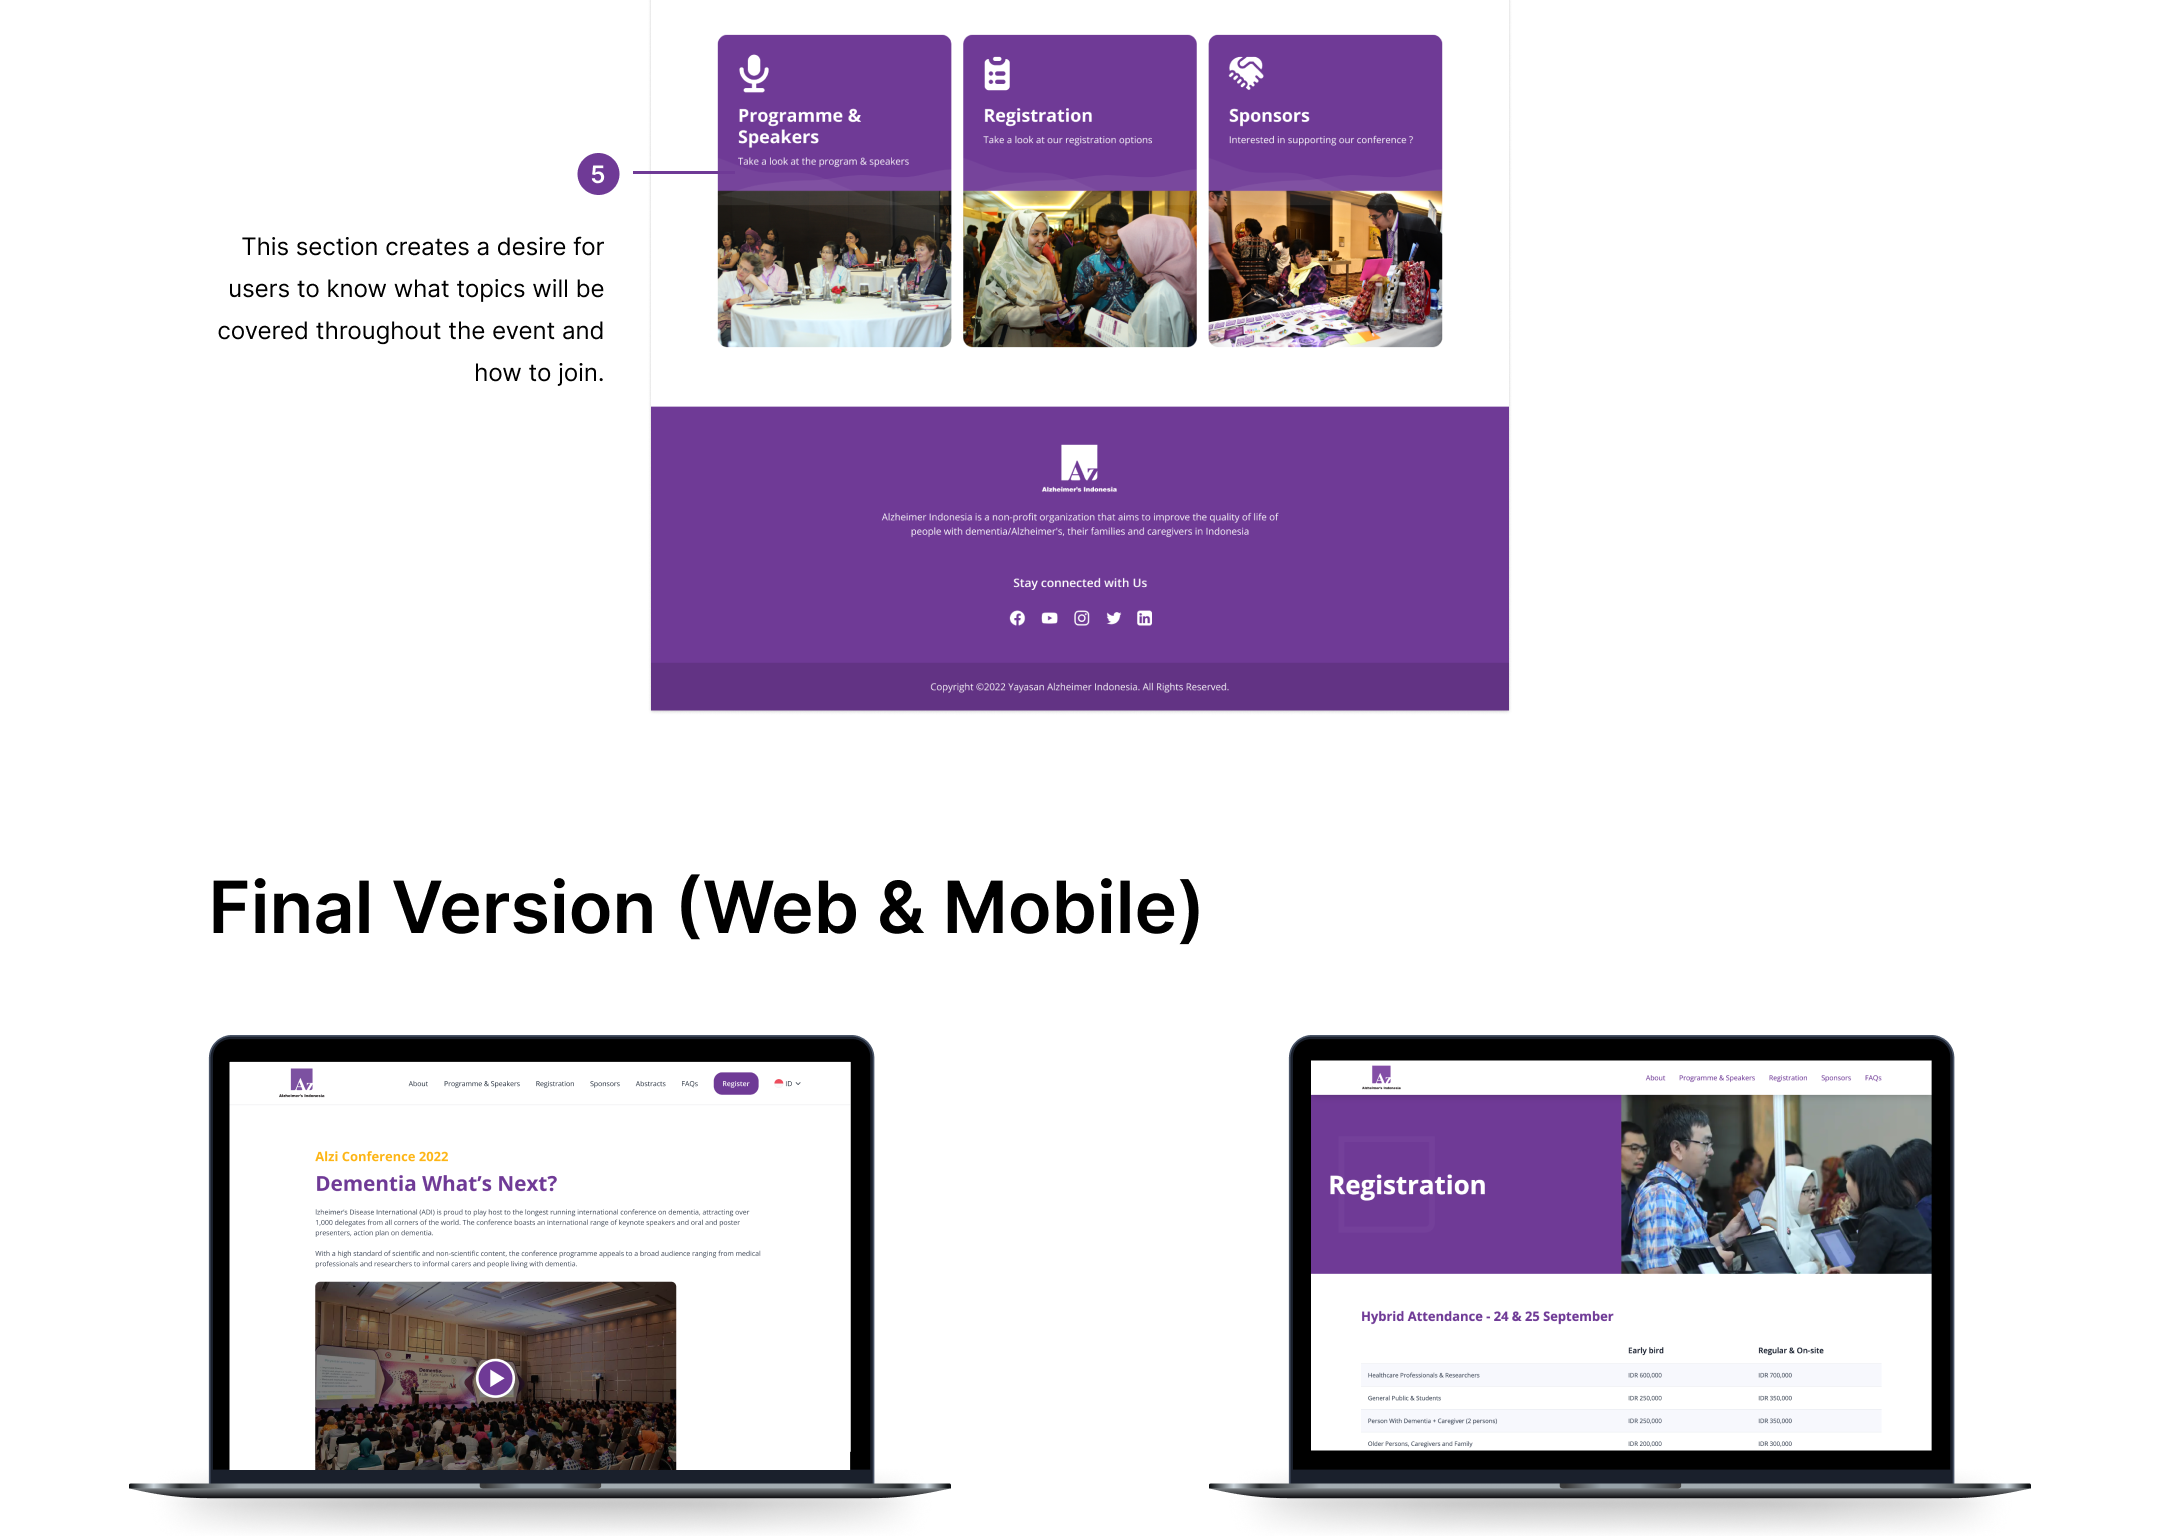 Programme &
Speakers
Take a look at the program & speakers
Registration
Take a look at our registration options
Sponsors
Interested in supporting our conference ?
5
This section creates a desire for
users to know what topics will be
covered throughout the event and
how to join.
Az
Alzheimer's Indonesia
Alzheimer Indonesia is a non-profit organization that aims to improve the quality of life of
people with dementia/Alzheimer's, their families and caregivers in Indonesia
Stay connected with Us
Copyright ©2022 Yayasan Alzheimer Indonesia. All Rights Reserved.
Final Version (Web & Mobile)
Az
Alzheimer's Indonesia
About Programme & Speakers Registration Sponsors Abstracts FAQs Register ID
Alzi Conference 2022
Dementia What's Next?
lzheimer's Disease International (ADI) is proud to play host to the longest running international conference on dementia, attracting over
1,000 delegates from all corners of the world. The conference boasts an international range of keynote speakers and oral and poster
presenters, action plan on dementia.
With a high standard of scientific and non-scientific content, the conference programme appeals to a broad audience ranging from medical
professionals and researchers to informal carers and people living with dementia.
Dementia
Az
Alzheimer's Indonesia
About Programme & Speakers Registration Sponsors FAQs
Registration
Hybrid Attendance - 24 & 25 September
Early bird Regular & On-site
Healthcare Professionals & Researchers IDR 600,000 IDR 700,000
General Public & Students IDR 250,000 IDR 350,000
Person With Dementia + Caregiver (2 persons) IDR 250,000 IDR 350,000
Older Persons, Caregivers and Family IDR 200,000 IDR 300,000